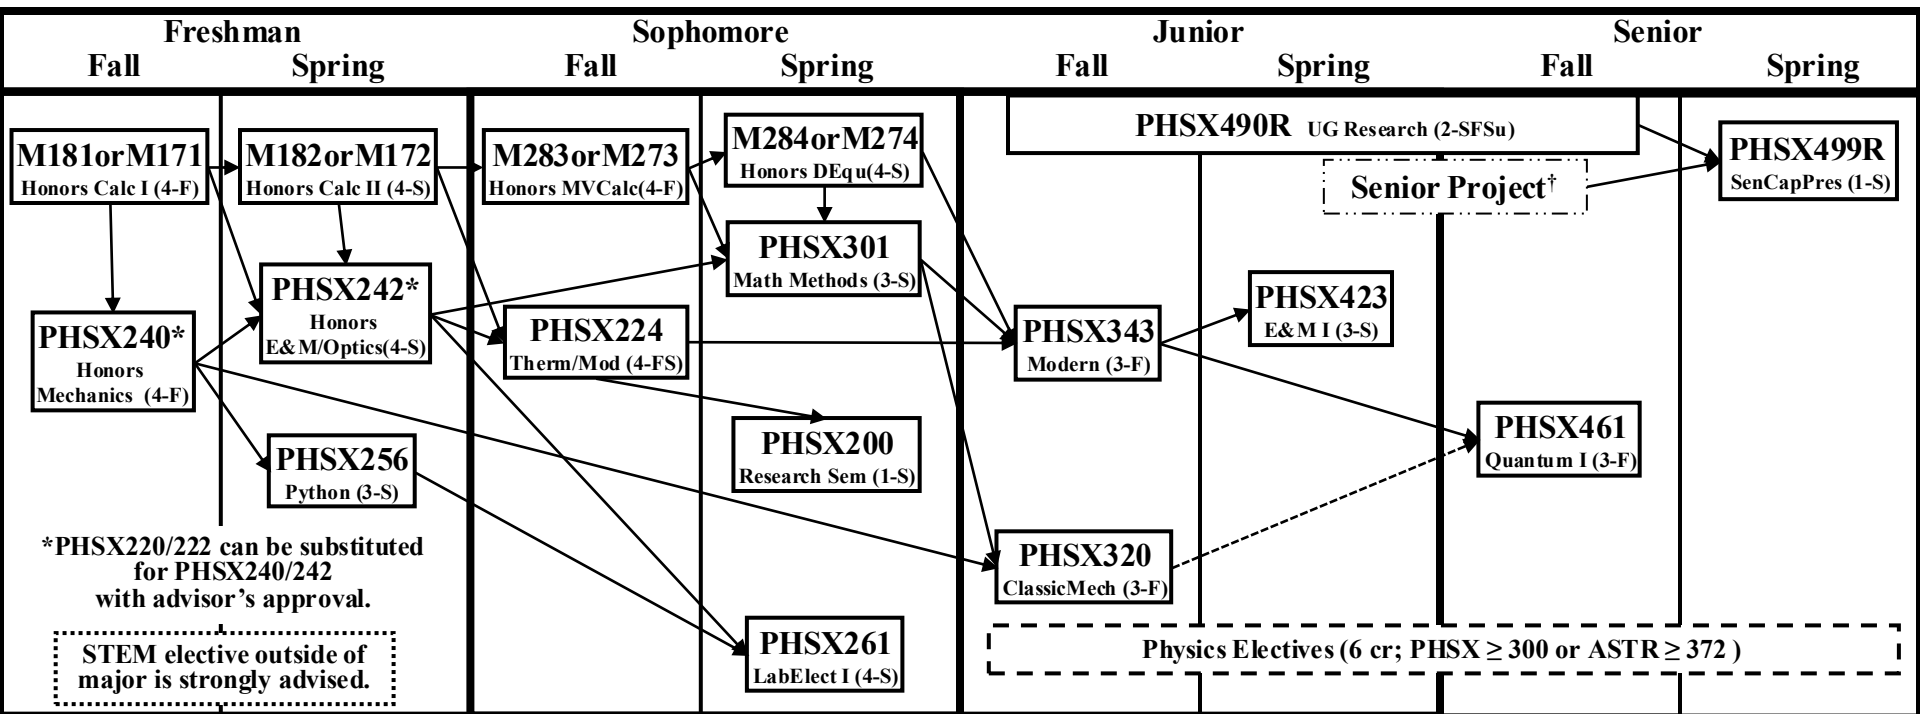 Freshman
Sophomore
Junior
Senior
Fall
Spring
Fall
Spring
Fall
Spring
Fall
Spring
M181orM171
Honors Calc I (4-F)
M182orM172
Honors Calc II (4-S)
M283orM273
Honors MVCalc(4-F)
M284orM274
Honors DEqu(4-S)
PHSX490R UG Research (2-SFSu)
PHSX499R
SenCapPres (1-S)
Senior Project†
PHSX301
Math Methods (3-S)
PHSX242*
Honors
E&M/Optics(4-S)
PHSX240*
Honors
Mechanics (4-F)
PHSX224
Therm/Mod (4-FS)
PHSX343
Modern (3-F)
PHSX423
E&M I (3-S)
PHSX256
Python (3-S)
PHSX200
Research Sem (1-S)
PHSX461
Quantum I (3-F)
*PHSX220/222 can be substituted
for PHSX240/242
with advisor’s approval.
PHSX320
ClassicMech (3-F)
STEM elective outside of
major is strongly advised.
PHSX261
LabElect I (4-S)
Physics Electives (6 cr; PHSX ≥ 300 or ASTR ≥ 372 )